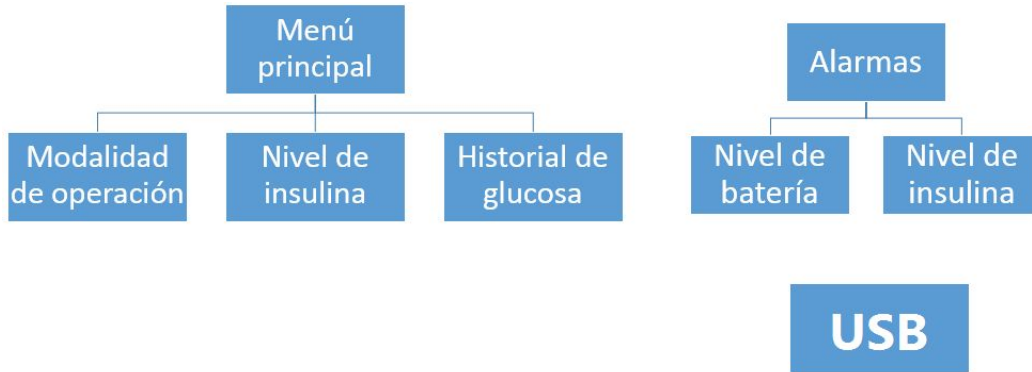 Menú
principal
Modalidad
de operación
Nivel de
insulina
Historial de
glucosa
Alarmas
Nivel de
batería
Nivel de
insulina
USB